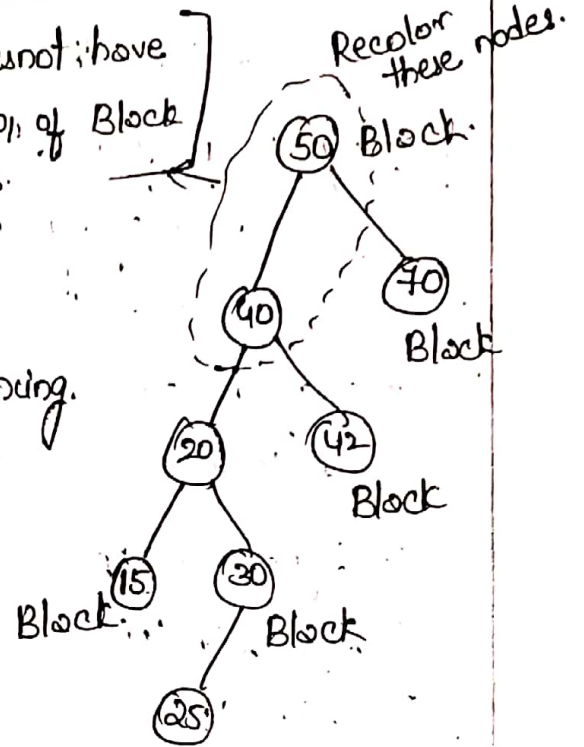 snot have
of Block
Recolor
these nodes.
50 Block.
40
70
Block
20
42
Block
15
Block.
30
Block
25